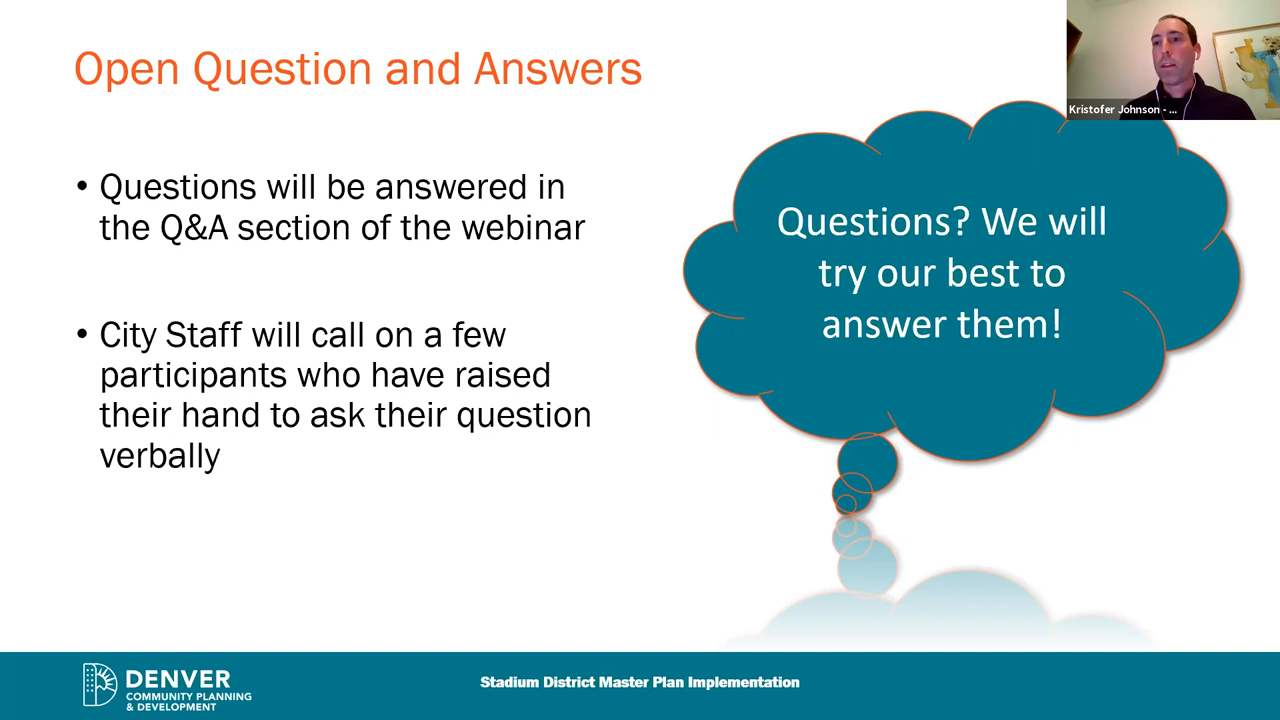 Open Question and Answers
Kristofer Johnson - ...
• Questions will be answered in
the Q&A section of the webinar
• City Staff will call on a few
participants who have raised
their hand to ask their question
verbally
Questions? We will
try our best to
answer them!
DENVER
COMMUNITY PLANNING
& DEVELOPMENT
Stadium District Master Plan Implementation